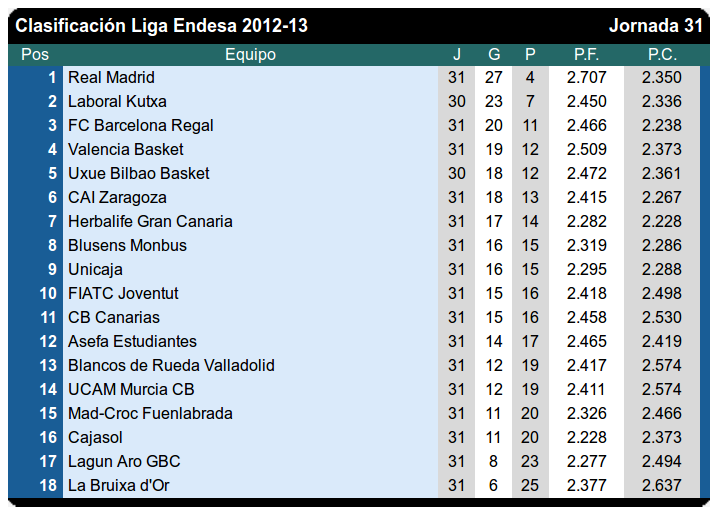 Clasificación Liga Endesa 2012-13 Jornada 31
Pos Equipo J G P P.F. P.C.
1 Real Madrid 31 27 4 2.707 2.350
2 Laboral Kutxa 30 23 7 2.450 2.336
3 FC Barcelona Regal 31 20 11 2.466 2.238
4 Valencia Basket 31 19 12 2.509 2.373
5 Uxue Bilbao Basket 30 18 12 2.472 2.361
6 CAI Zaragoza 31 18 13 2.415 2.267
7 Herbalife Gran Canaria 31 17 14 2.282 2.228
8 Blusens Monbus 31 16 15 2.319 2.286
9 Unicaja 31 16 15 2.295 2.288
10 FIATC Joventut 31 15 16 2.418 2.498
11 CB Canarias 31 15 16 2.458 2.530
12 Asefa Estudiantes 31 14 17 2.465 2.419
13 Blancos de Rueda Valladolid 31 12 19 2.417 2.574
14 UCAM Murcia CB 31 12 19 2.411 2.574
15 Mad-Croc Fuenlabrada 31 11 20 2.326 2.466
16 Cajasol 31 11 20 2.228 2.373
17 Lagun Aro GBC 31 8 23 2.277 2.494
18 La Bruixa d'Or 31 6 25 2.377 2.637